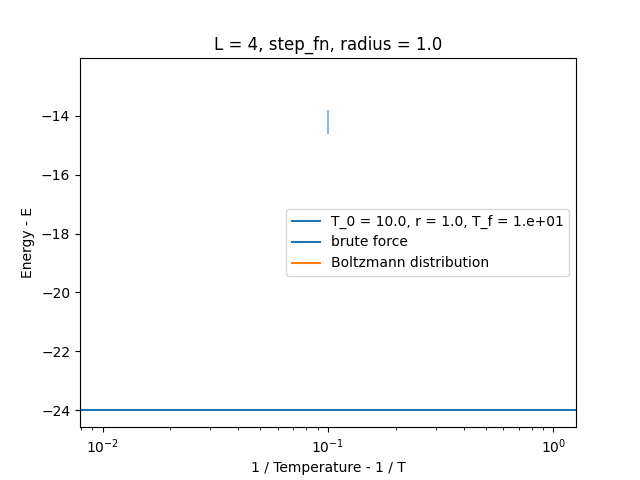 L = 4, step_fn, radius = 1.0
Energy - E
−14
−16
−18
−20
−22
−24
T_0 = 10.0, r = 1.0, T_f = 1.e+01
brute force
Boltzmann distribution
10⁻²
10⁻¹
10⁰
1 / Temperature - 1 / T